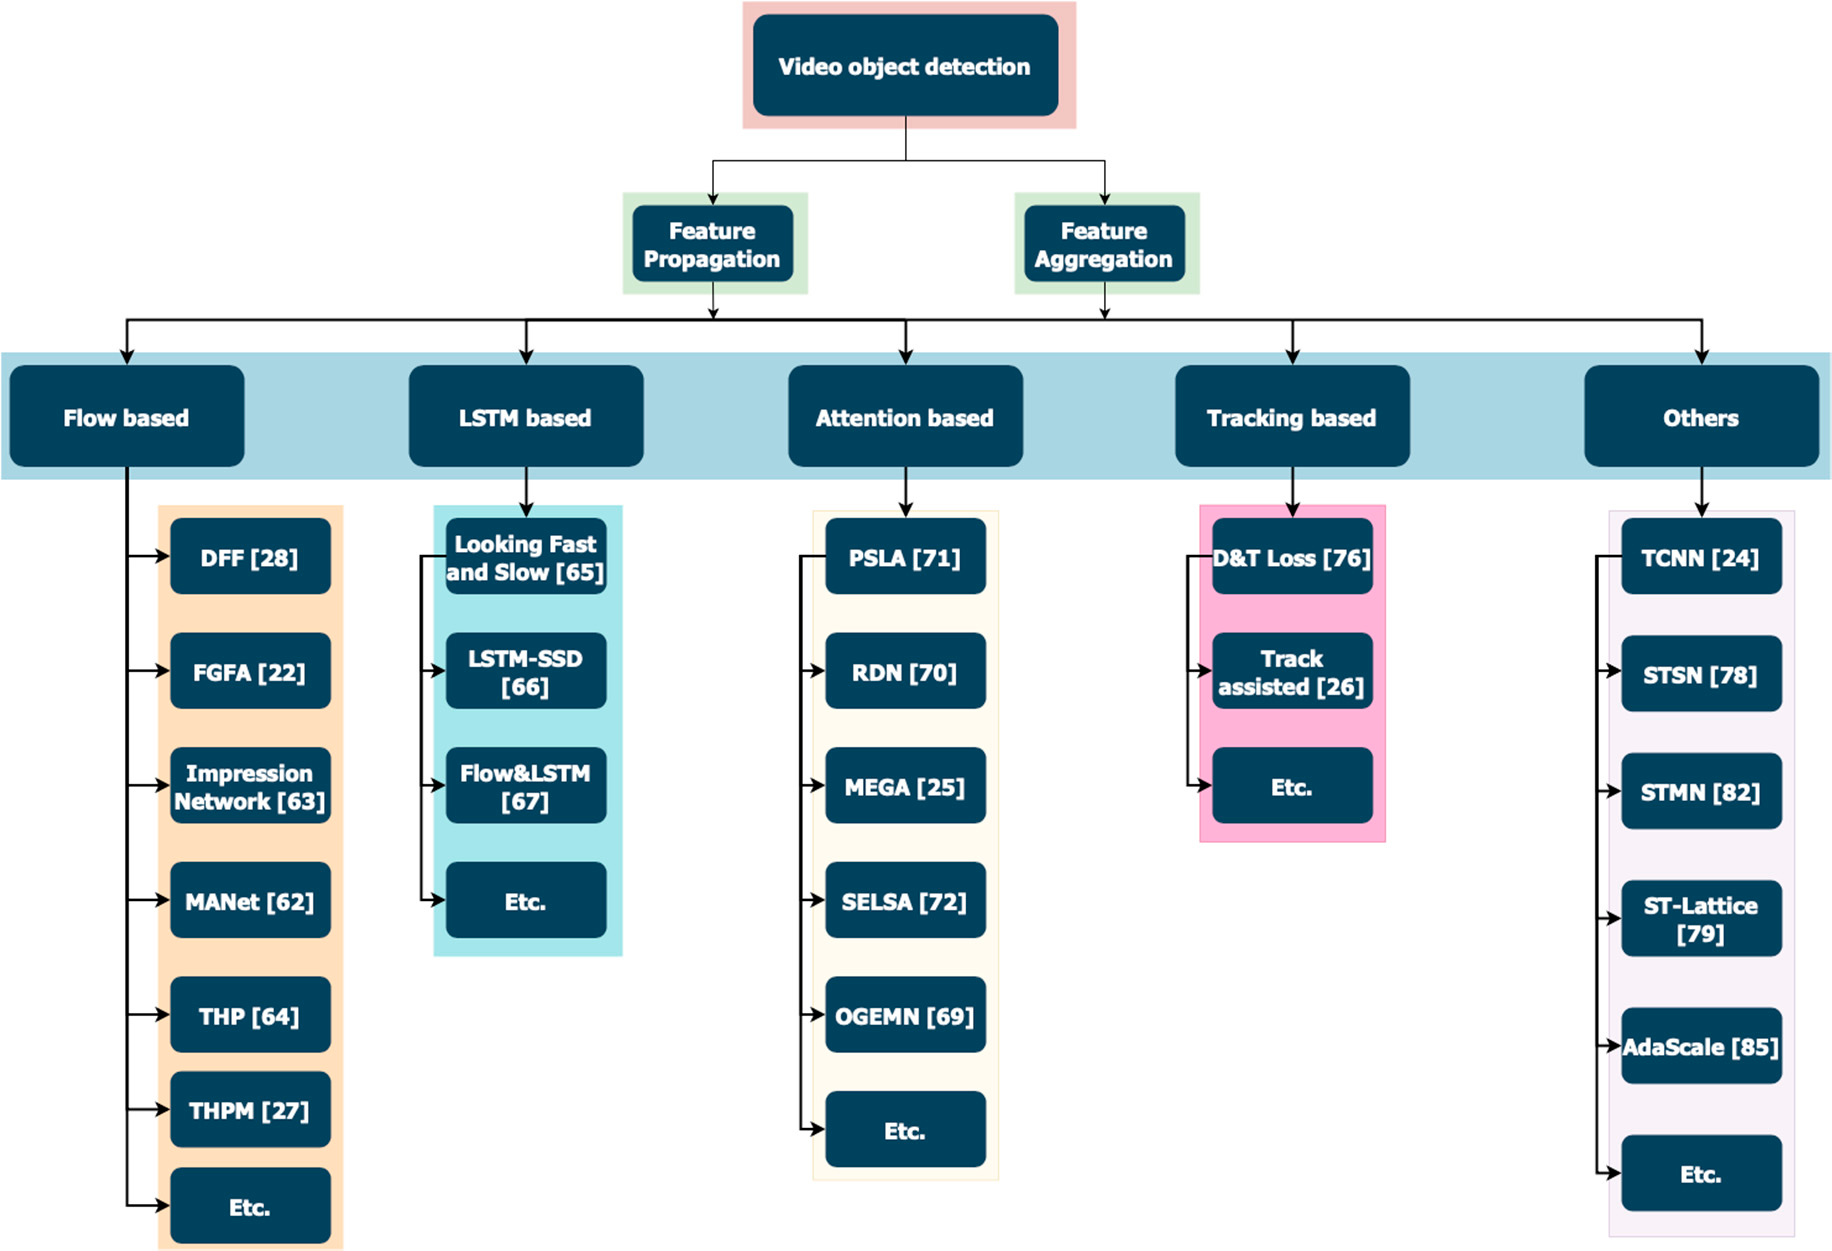 Video object detection
Feature
Propagation
Feature
Aggregation
Flow based
LSTM based
Attention based
Tracking based
Others
DFF [28]
FGFA [22]
Impression
Network [63]
MANet [62]
THP [64]
THPM [27]
Etc.
Looking Fast
and Slow [65]
LSTM-SSD
[66]
Flow&LSTM
[67]
Etc.
PSLA [71]
RDN [70]
MEGA [25]
SELSA [72]
OGEMN [69]
Etc.
D&T Loss [76]
Track
assisted [26]
Etc.
TCNN [24]
STSN [78]
STMN [82]
ST-Lattice
[79]
AdaScale [85]
Etc.